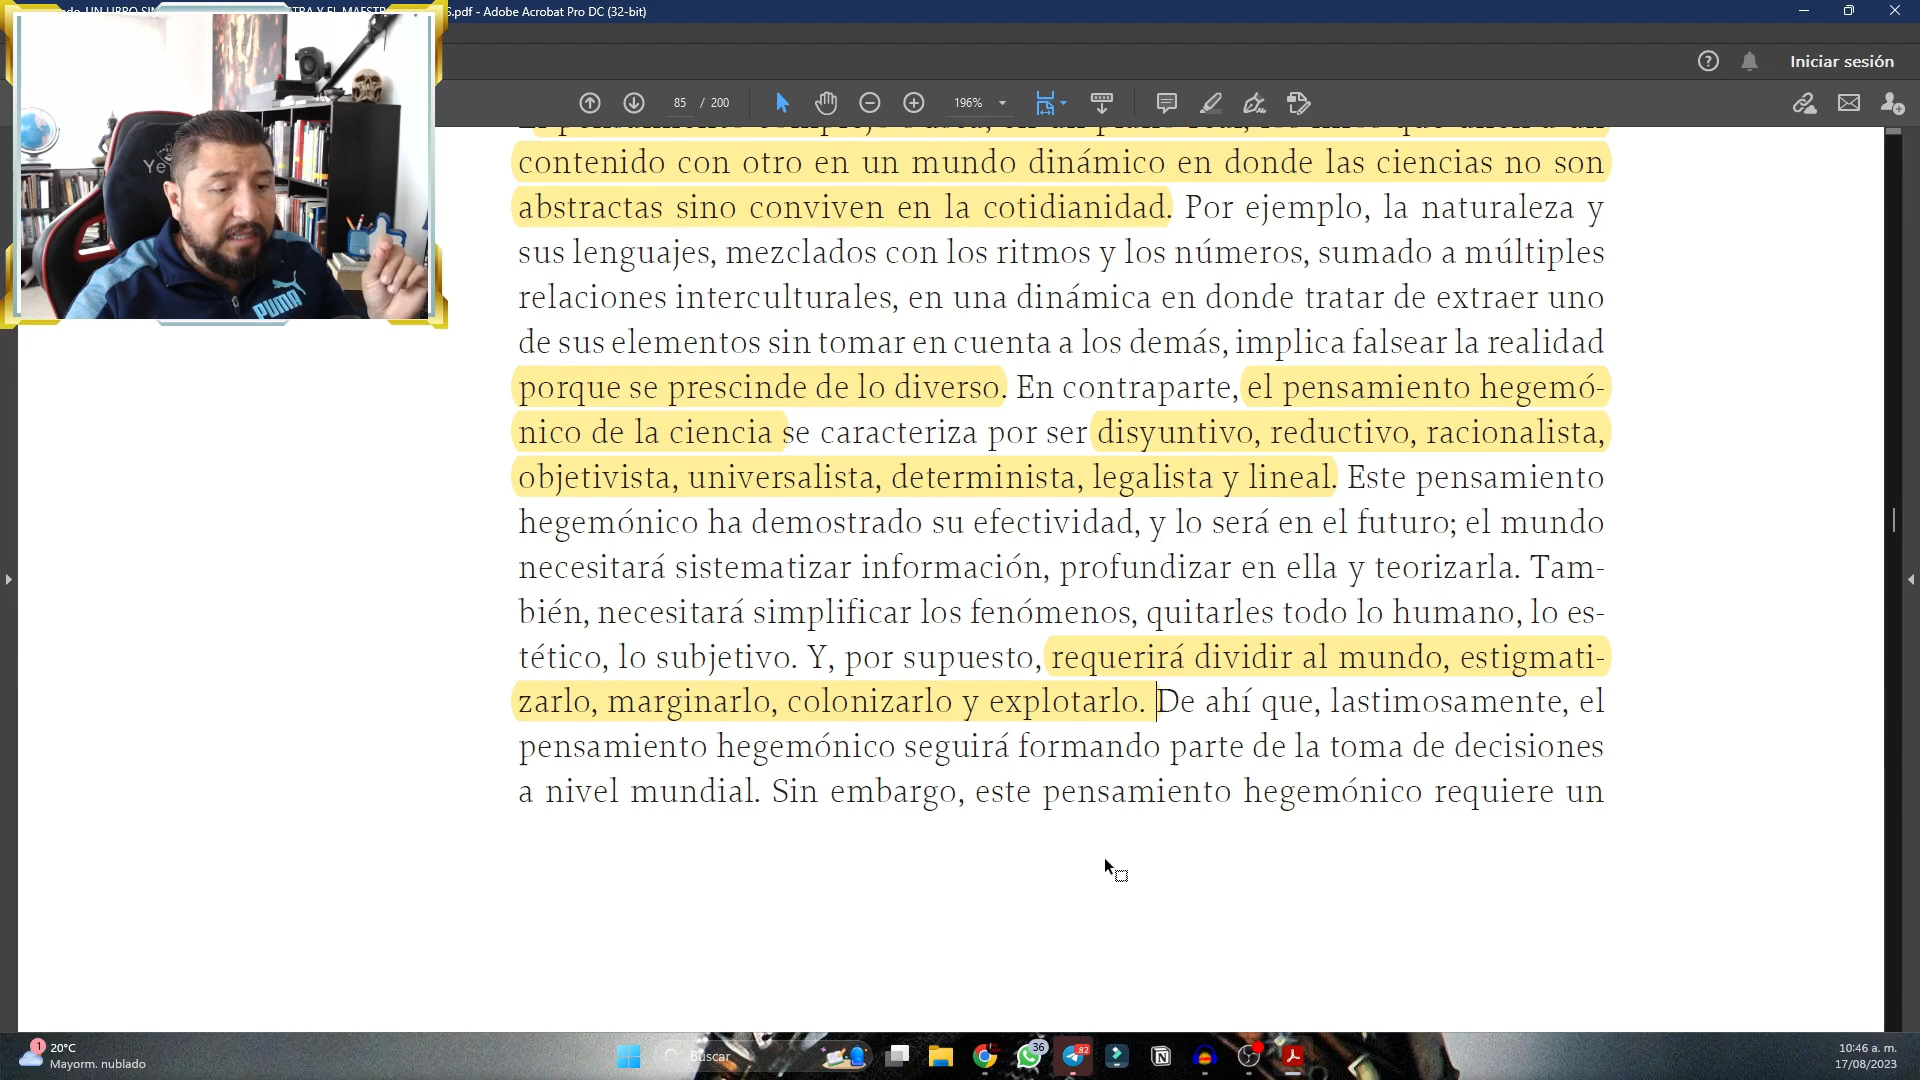 S.pdf - Adobe Acrobat Pro DC (32-bit)
Iniciar sesión
85 / 200
196%
contenido con otro en un mundo dinámico en donde las ciencias no son
abstractas sino conviven en la cotidianidad. Por ejemplo, la naturaleza y
sus lenguajes, mezclados con los ritmos y los números, sumado a múltiples
relaciones interculturales, en una dinámica en donde tratar de extraer uno
de sus elementos sin tomar en cuenta a los demás, implica falsear la realidad
porque se prescinde de lo diverso. En contraparte, el pensamiento hegemó-
nico de la ciencia se caracteriza por ser disyuntivo, reductivo, racionalista,
objetivista, universalista, determinista, legalista y lineal. Este pensamiento
hegemónico ha demostrado su efectividad, y lo será en el futuro; el mundo
necesitará sistematizar información, profundizar en ella y teorizarla. Tam-
bién, necesitará simplificar los fenómenos, quitarles todo lo humano, lo es-
tético, lo subjetivo. Y, por supuesto, requerirá dividir al mundo, estigmati-
zarlo, marginarlo, colonizarlo y explotarlo. De ahí que, lastimosamente, el
pensamiento hegemónico seguirá formando parte de la toma de decisiones
a nivel mundial. Sin embargo, este pensamiento hegemónico requiere un
PUMA
1
20°C
Mayorm. nublado
Buscar
36
82
10:46 a. m.
17/08/2023